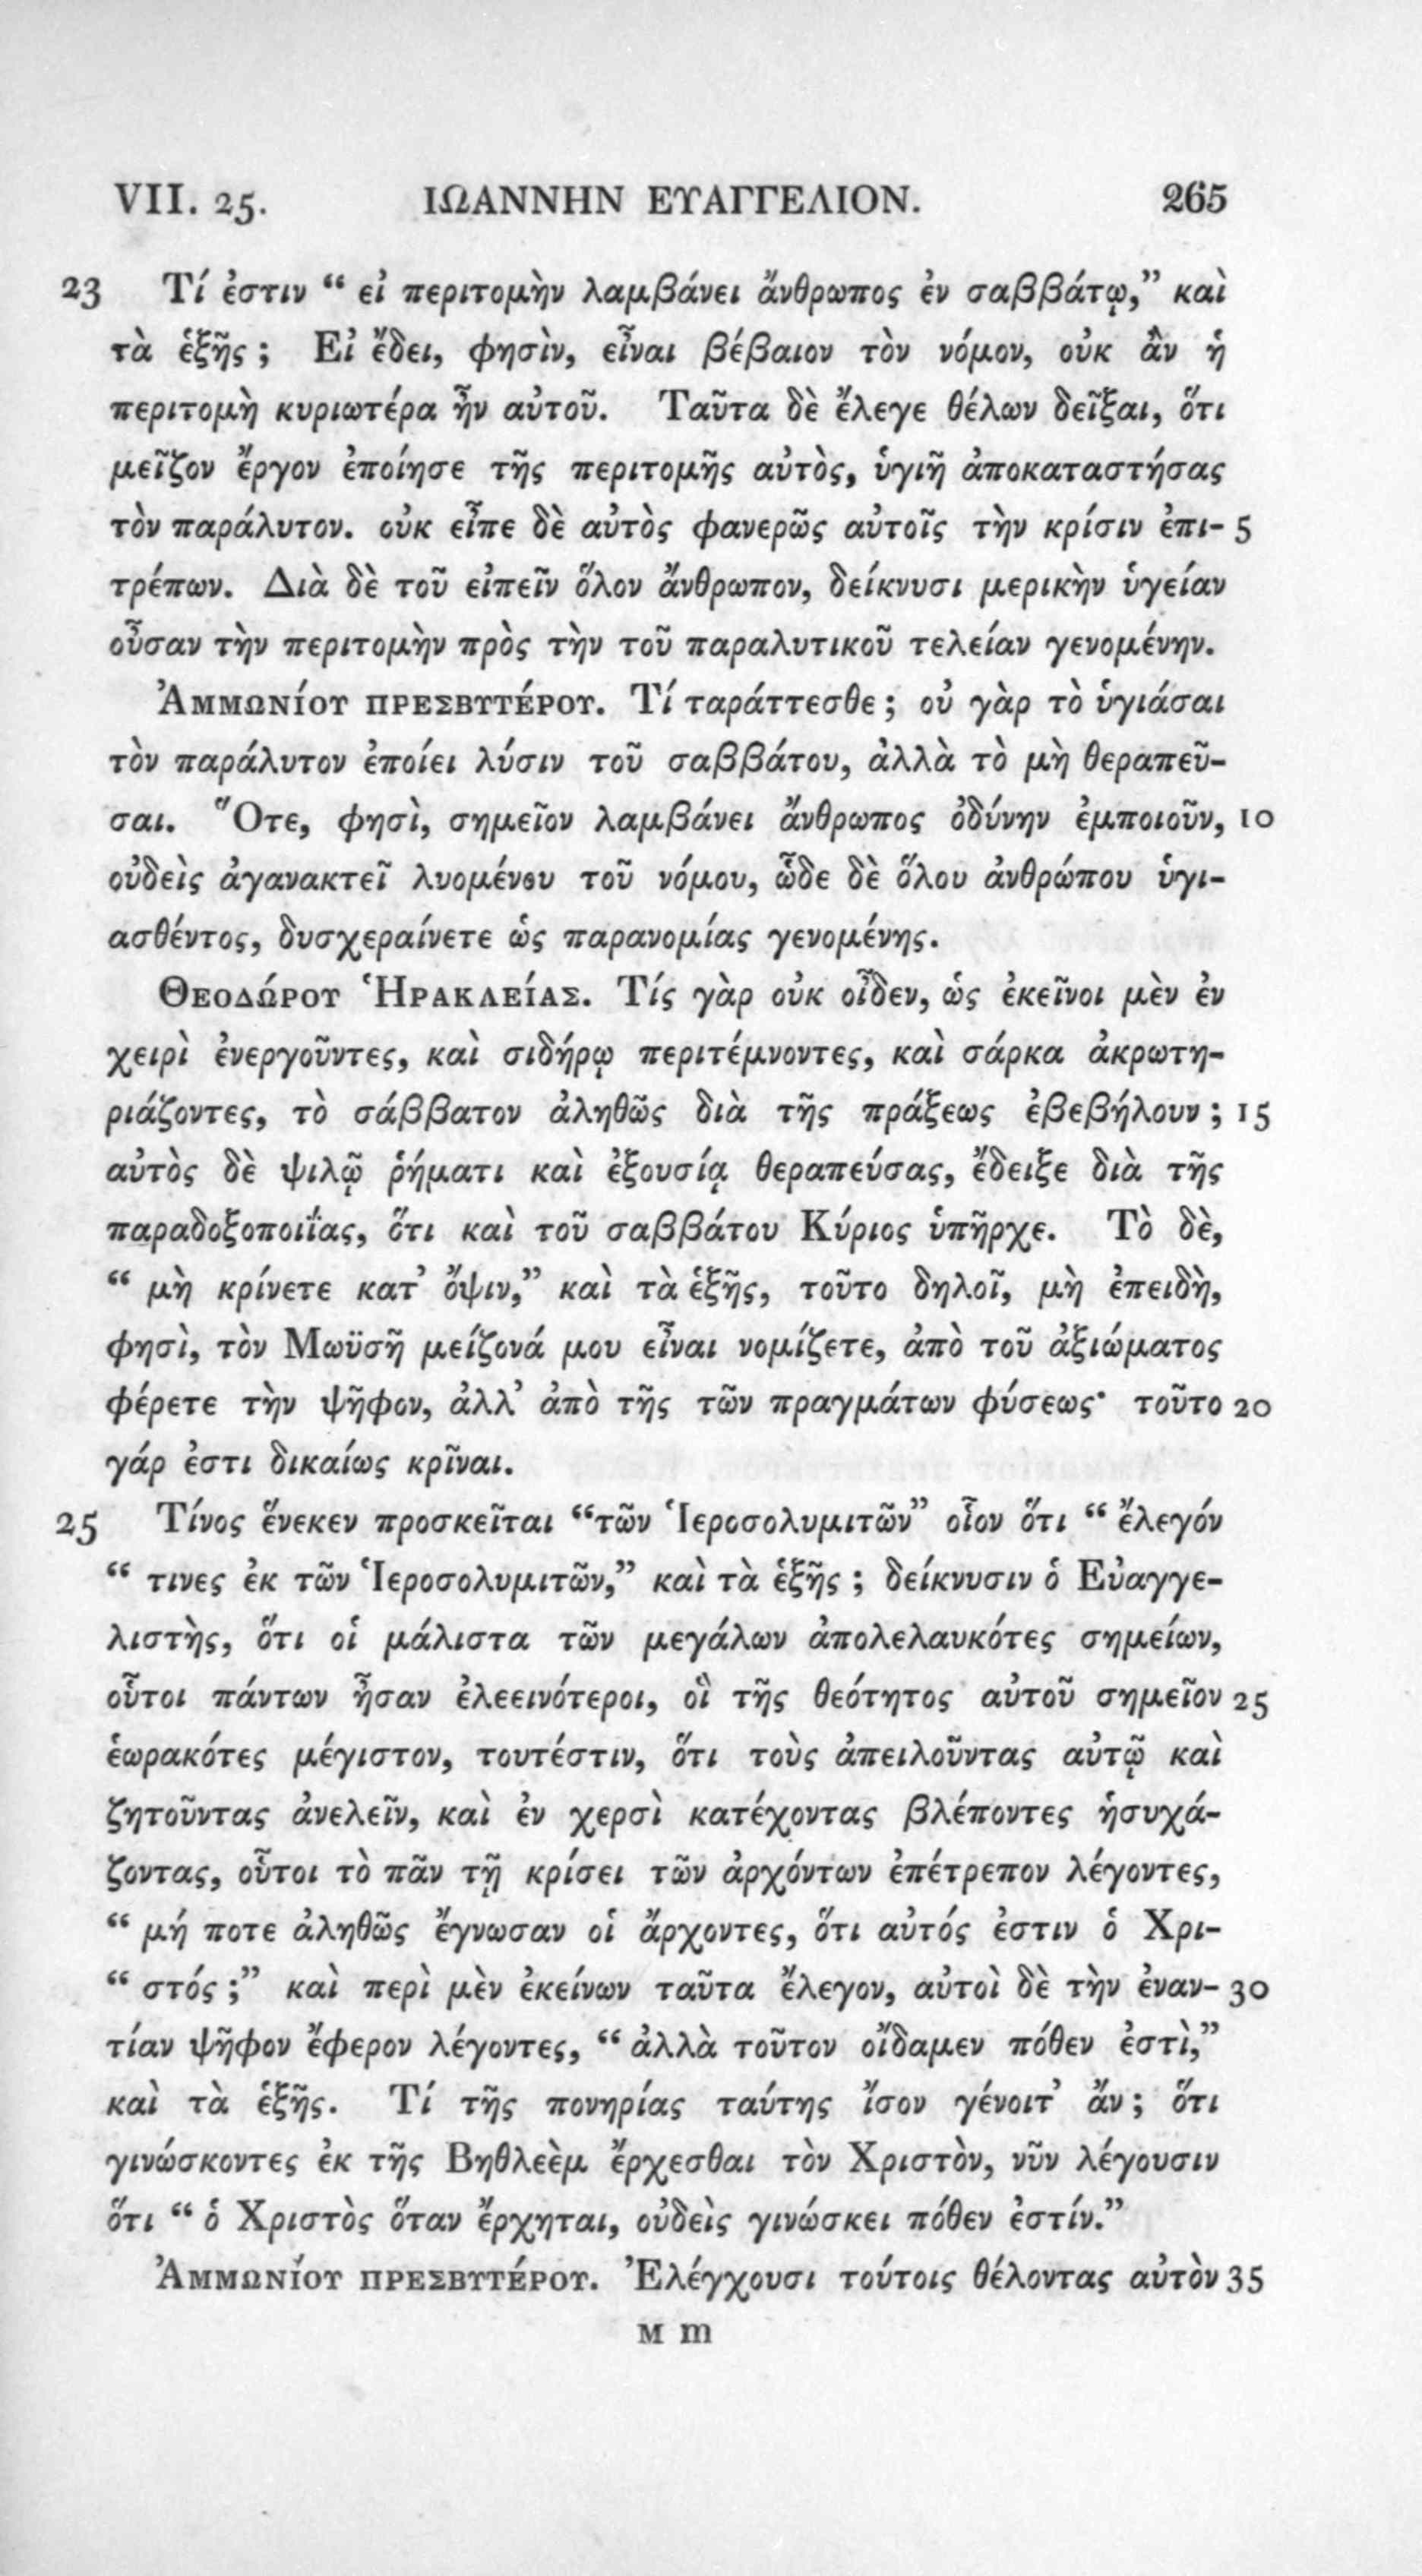 VII. 25. ΙΩΑΝΝΗΝ ΕΥΑΓΓΕΛΙΟΝ. 265
23 Τί ἐστιν “ εἰ περιτομὴν λαμβάνει ἄνθρωπος ἐν σαββάτῳ,” καὶ
τὰ ἑξῆς ; Εἰ ἔδει, φησὶν, εἶναι βέβαιον τὸν νόμον, οὐκ ἂν ἡ
περιτομὴ κυριωτέρα ἦν αὐτοῦ. Ταῦτα δὲ ἔλεγε θέλων δεῖξαι, ὅτι
μεῖζον ἔργον ἐποίησε τῆς περιτομῆς αὐτὸς, ὑγιῆ ἀποκαταστήσας
τὸν παράλυτον. οὐκ εἶπε δὲ αὐτὸς φανερῶς αὐτοῖς τὴν κρίσιν ἐπι- 5
τρέπων. Διὰ δὲ τοῦ εἰπεῖν ὅλον ἄνθρωπον, δείκνυσι μερικὴν ὑγείαν
οὖσαν τὴν περιτομὴν πρὸς τὴν τοῦ παραλυτικοῦ τελείαν γενομένην.
Ἀμμωνίου πρεσβυτέρου. Τί ταράττεσθε ; οὐ γὰρ τὸ ὑγιάσαι
τὸν παράλυτον ἐποίει λύσιν τοῦ σαββάτου, ἀλλὰ τὸ μὴ θεραπεῦ-
σαι. Ὅτε, φησὶ, σημεῖον λαμβάνει ἄνθρωπος ὀδύνην ἐμποιοῦν, 10
οὐδεὶς ἀγανακτεῖ λυομένου τοῦ νόμου, ὧδε δὲ ὅλου ἀνθρώπου ὑγι-
ασθέντος, δυσχεραίνετε ὡς παρανομίας γενομένης.
Θεοδώρου Ἡρακλείας. Τίς γὰρ οὐκ οἶδεν, ὡς ἐκεῖνοι μὲν ἐν
χειρὶ ἐνεργοῦντες, καὶ σιδήρῳ περιτέμνοντες, καὶ σάρκα ἀκρωτη-
ριάζοντες, τὸ σάββατον ἀληθῶς διὰ τῆς πράξεως ἐβεβήλουν ; 15
αὐτὸς δὲ ψιλῷ ῥήματι καὶ ἐξουσίᾳ θεραπεύσας, ἔδειξε διὰ τῆς
παραδοξοποιΐας, ὅτι καὶ τοῦ σαββάτου Κύριος ὑπῆρχε. Τὸ δὲ,
“ μὴ κρίνετε κατ’ ὄψιν,” καὶ τὰ ἑξῆς, τοῦτο δηλοῖ, μὴ ἐπειδὴ,
φησὶ, τὸν Μωϋσῆ μείζονά μου εἶναι νομίζετε, ἀπὸ τοῦ ἀξιώματος
φέρετε τὴν ψῆφον, ἀλλ’ ἀπὸ τῆς τῶν πραγμάτων φύσεως· τοῦτο 20
γάρ ἐστι δικαίως κρῖναι.
25 Τίνος ἕνεκεν προσκεῖται “τῶν Ἱεροσολυμιτῶν” οἷον ὅτι “ ἔλεγόν
“ τινες ἐκ τῶν Ἱεροσολυμιτῶν,” καὶ τὰ ἑξῆς ; δείκνυσιν ὁ Εὐαγγε-
λιστὴς, ὅτι οἱ μάλιστα τῶν μεγάλων ἀπολελαυκότες σημείων,
οὗτοι πάντων ἦσαν ἐλεεινότεροι, οἳ τῆς θεότητος αὐτοῦ σημεῖον 25
ἑωρακότες μέγιστον, τουτέστιν, ὅτι τοὺς ἀπειλοῦντας αὐτῷ καὶ
ζητοῦντας ἀνελεῖν, καὶ ἐν χερσὶ κατέχοντας βλέποντες ἡσυχά-
ζοντας, οὗτοι τὸ πᾶν τῇ κρίσει τῶν ἀρχόντων ἐπέτρεπον λέγοντες,
“ μή ποτε ἀληθῶς ἔγνωσαν οἱ ἄρχοντες, ὅτι αὐτός ἐστιν ὁ Χρι-
“ στός ;” καὶ περὶ μὲν ἐκείνων ταῦτα ἔλεγον, αὐτοὶ δὲ τὴν ἐναν- 30
τίαν ψῆφον ἔφερον λέγοντες, “ ἀλλὰ τοῦτον οἴδαμεν πόθεν ἐστὶ,”
καὶ τὰ ἑξῆς. Τί τῆς πονηρίας ταύτης ἴσον γένοιτ’ ἄν ; ὅτι
γινώσκοντες ἐκ τῆς Βηθλεὲμ ἔρχεσθαι τὸν Χριστὸν, νῦν λέγουσιν
ὅτι “ ὁ Χριστὸς ὅταν ἔρχηται, οὐδεὶς γινώσκει πόθεν ἐστίν.”
Ἀμμωνίου πρεσβυτέρου. Ἐλέγχουσι τούτοις θέλοντας αὐτὸν 35
M m